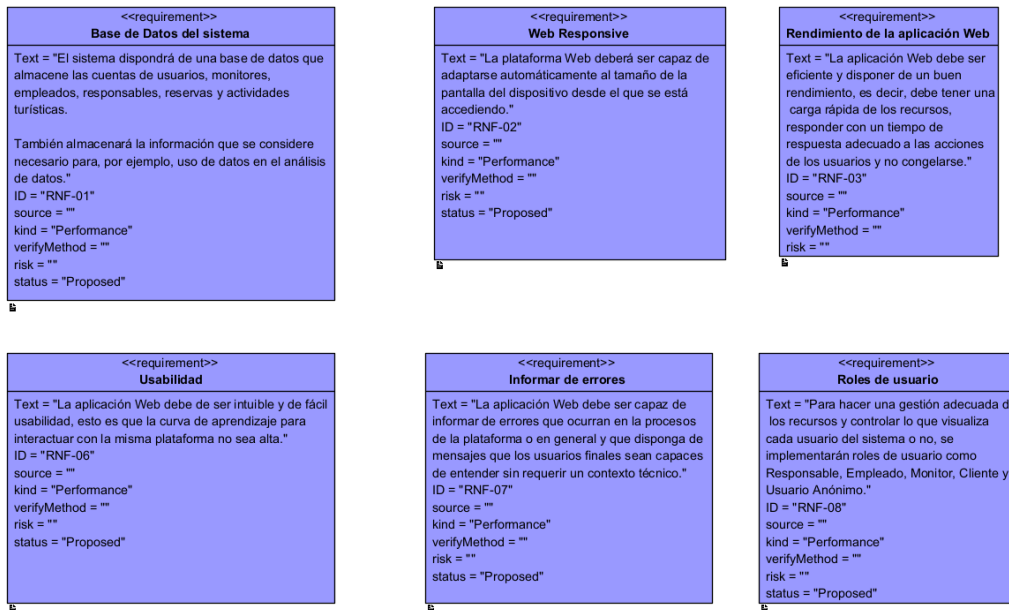 <<requirement>>
Base de Datos del sistema
Text = "El sistema dispondrá de una base de datos que
almacene las cuentas de usuarios, monitores,
empleados, responsables, reservas y actividades
turísticas.
También almacenará la información que se considere
necesario para, por ejemplo, uso de datos en el análisis
de datos."
ID = "RNF-01"
source = ""
kind = "Performance"
verifyMethod = ""
risk = ""
status = "Proposed"
<<requirement>>
Web Responsive
Text = "La plataforma Web deberá ser capaz de
adaptarse automáticamente al tamaño de la
pantalla del dispositivo desde el que se está
accediendo."
ID = "RNF-02"
source = ""
kind = "Performance"
verifyMethod = ""
risk = ""
status = "Proposed"
<<requirement>>
Rendimiento de la aplicación Web
Text = "La aplicación Web debe ser
eficiente y disponer de un buen
rendimiento, es decir, debe tener una
carga rápida de los recursos,
responder con un tiempo de
respuesta adecuado a las acciones
de los usuarios y no congelarse."
ID = "RNF-03"
source = ""
kind = "Performance"
verifyMethod = ""
risk = ""
<<requirement>>
Usabilidad
Text = "La aplicación Web debe de ser intuible y de fácil
usabilidad, esto es que la curva de aprendizaje para
interactuar con la misma plataforma no sea alta."
ID = "RNF-06"
source = ""
kind = "Performance"
verifyMethod = ""
risk = ""
status = "Proposed"
<<requirement>>
Informar de errores
Text = "La aplicación Web debe ser capaz de
informar de errores que ocurran en la procesos
de la plataforma o en general y que disponga de
mensajes que los usuarios finales sean capaces
de entender sin requerir un contexto técnico."
ID = "RNF-07"
source = ""
kind = "Performance"
verifyMethod = ""
risk = ""
status = "Proposed"
<<requirement>>
Roles de usuario
Text = "Para hacer una gestión adecuada d
los recursos y controlar lo que visualiza
cada usuario del sistema o no, se
implementarán roles de usuario como
Responsable, Empleado, Monitor, Cliente y
Usuario Anónimo."
ID = "RNF-08"
source = ""
kind = "Performance"
verifyMethod = ""
risk = ""
status = "Proposed"